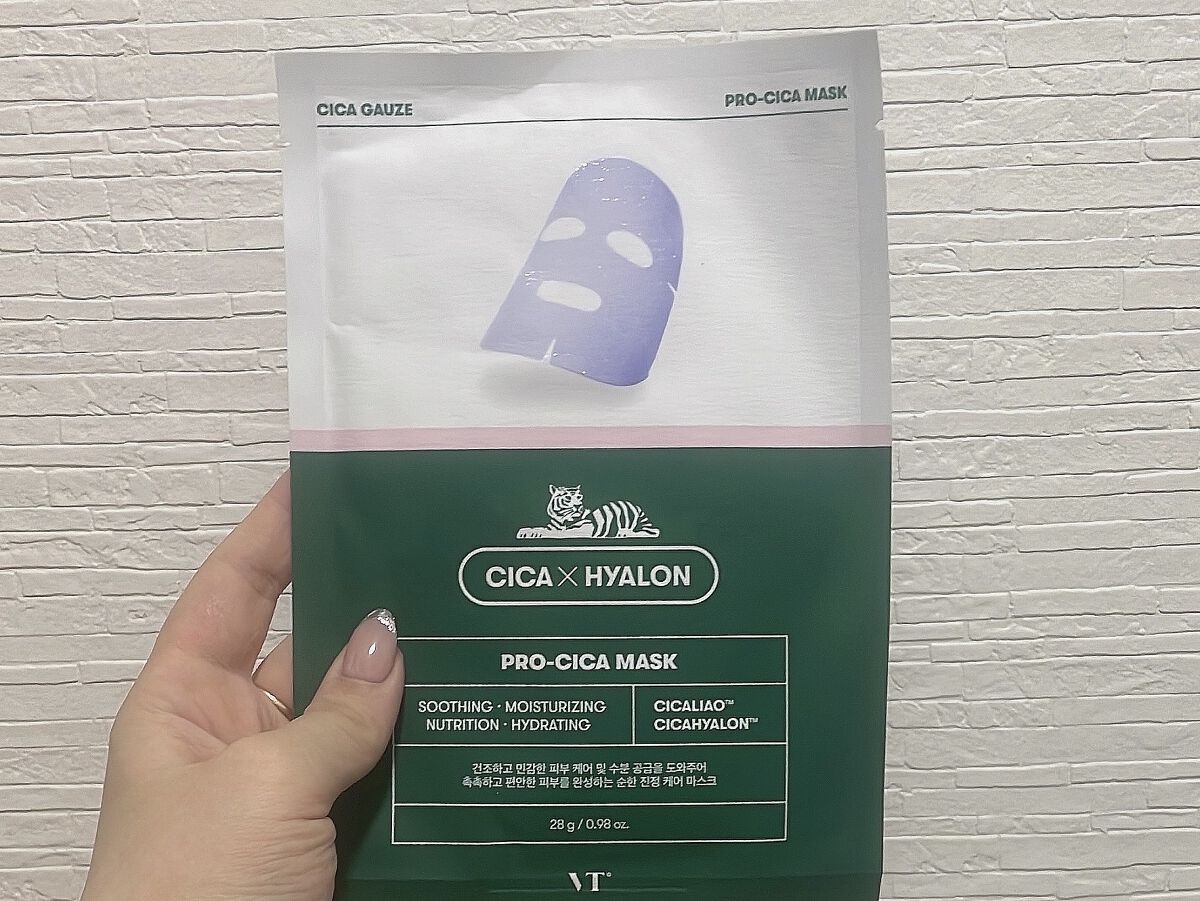 CICA GAUZE
PRO-CICA MASK
CICA × HYALON
PRO-CICA MASK
SOOTHING · MOISTURIZING
NUTRITION · HYDRATING
CICALIAO™
CICAHYALON™
건조하고 민감한 피부 케어 및 수분 공급을 도와주어
촉촉하고 편안한 피부를 완성하는 순한 진정 케어 마스크
28 g / 0.98 oz.
VT